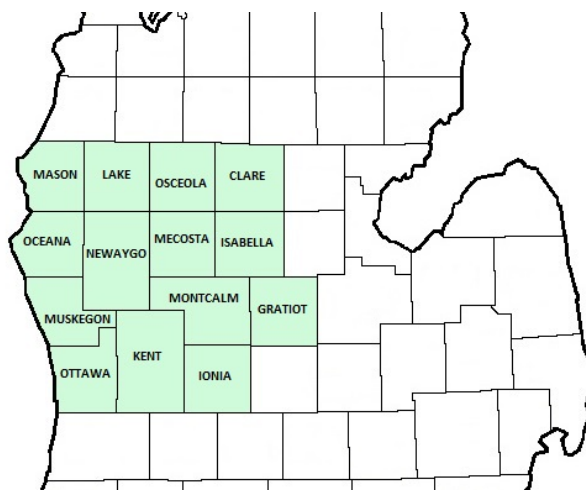 MASON
LAKE
OSCEOLA
CLARE
OCEANA
NEWAYGO
MECOSTA
ISABELLA
MUSKEGON
MONTCALM
GRATIOT
OTTAWA
KENT
IONIA